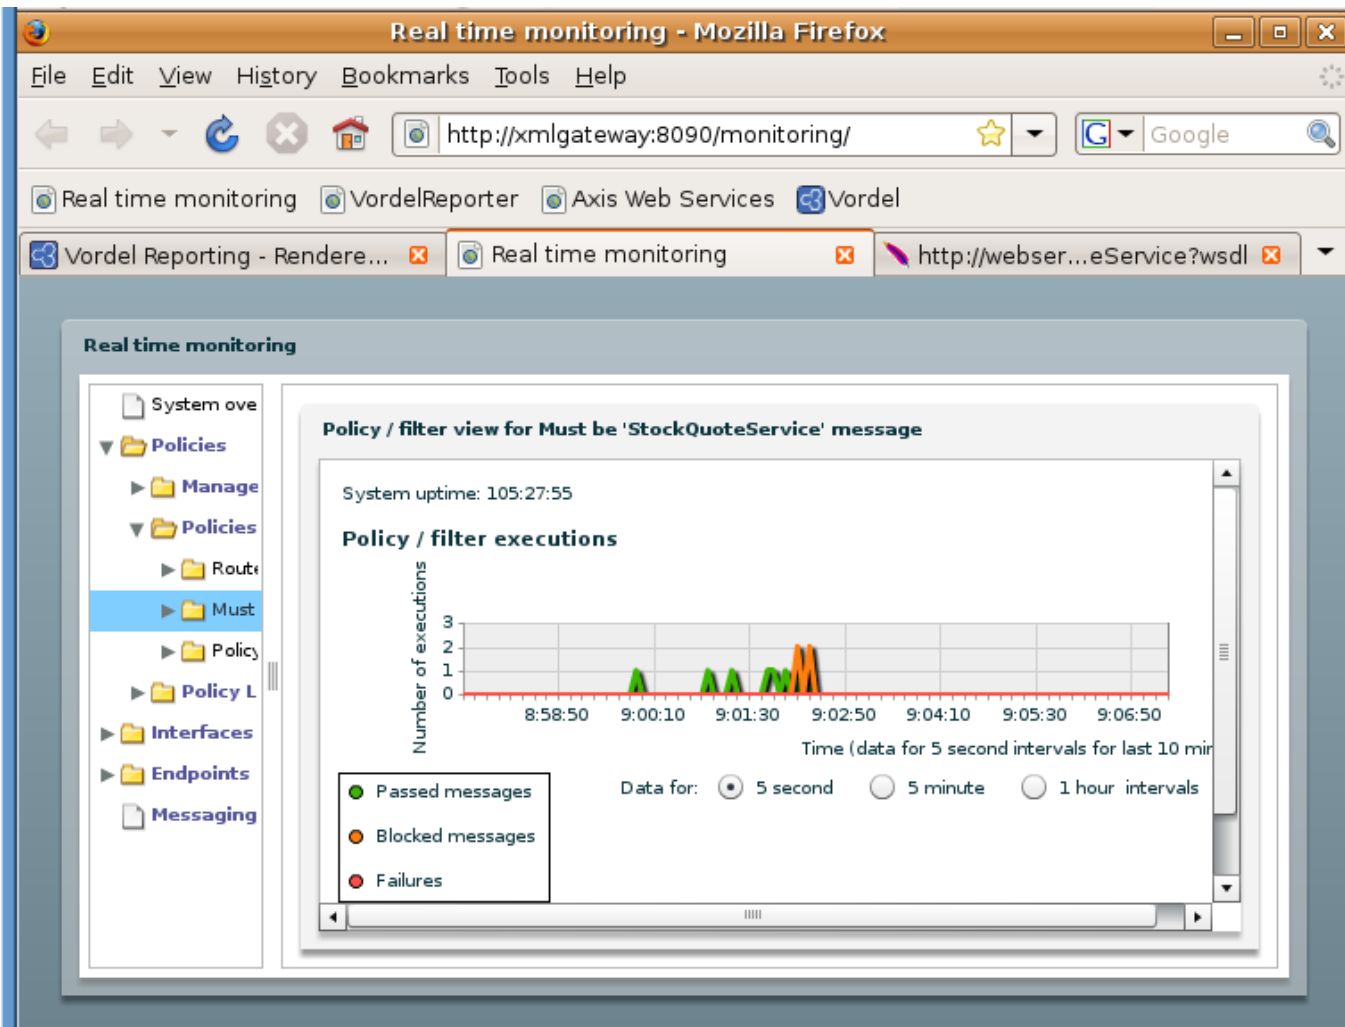 Real time monitoring - Mozilla Firefox
File Edit View History Bookmarks Tools Help
http://xmlgateway:8090/monitoring/ Google
Real time monitoring VordelReporter Axis Web Services Vordel
Vordel Reporting - Rendere... Real time monitoring http://webser...eService?wsdl
Real time monitoring
System ove
Policies
Manage
Policies
Route
Must
Policy
Policy L
Interfaces
Endpoints
Messaging
Policy / filter view for Must be 'StockQuoteService' message
System uptime: 105:27:55
Policy / filter executions
Number of executions
3
2
1
0
8:58:50 9:00:10 9:01:30 9:02:50 9:04:10 9:05:30 9:06:50
Time (data for 5 second intervals for last 10 min
Data for: 5 second 5 minute 1 hour intervals
Passed messages
Blocked messages
Failures